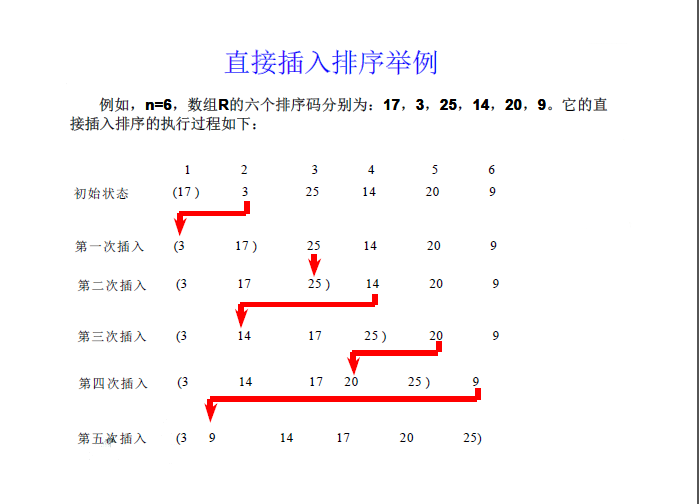 直接插入排序举例
例如，n=6，数组R的六个排序码分别为：17，3，25，14，20，9。它的直
接插入排序的执行过程如下：
1 2 3 4 5 6
初始状态 (17 ) 3 25 14 20 9
第一次插入 (3 17 ) 25 14 20 9
第二次插入 (3 17 25 ) 14 20 9
第三次插入 (3 14 17 25 ) 20 9
第四次插入 (3 14 17 20 25 ) 9
第五次插入 (3 9 14 17 20 25)